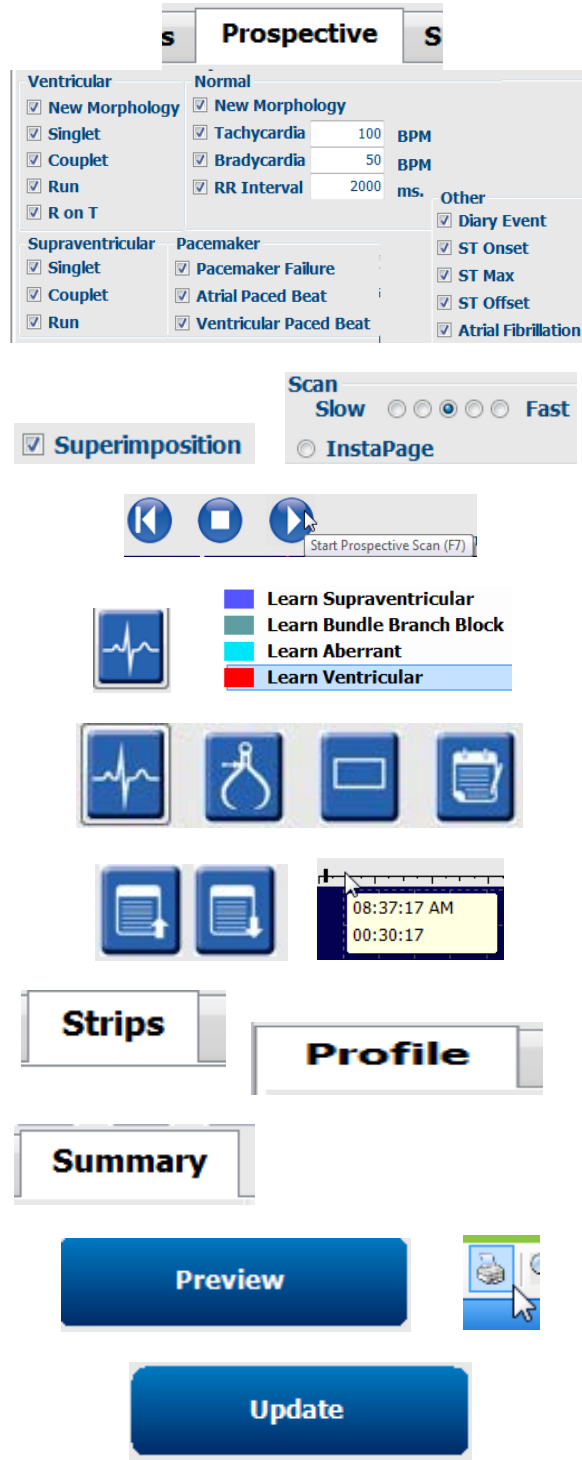 s Prospective S
Ventricular
New Morphology
Singlet
Couplet
Run
R on T
Normal
New Morphology
Tachycardia 100 BPM
Bradycardia 50 BPM
RR Interval 2000 ms.
Other
Diary Event
ST Onset
ST Max
ST Offset
Atrial Fibrillation
Supraventricular
Singlet
Couplet
Run
Pacemaker
Pacemaker Failure
Atrial Paced Beat
Ventricular Paced Beat
Superimposition
Scan
Slow Fast
InstaPage
Start Prospective Scan (F7)
Learn Supraventricular
Learn Bundle Branch Block
Learn Aberrant
Learn Ventricular
08:37:17 AM
00:30:17
Strips
Profile
Summary
Preview
Update